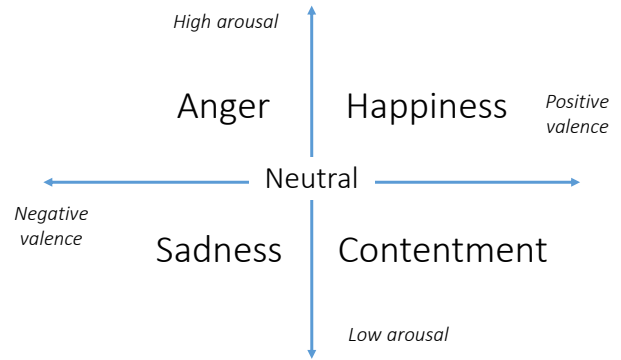 High arousal
Anger
Happiness
Positive
valence
Neutral
Negative
valence
Sadness
Contentment
Low arousal